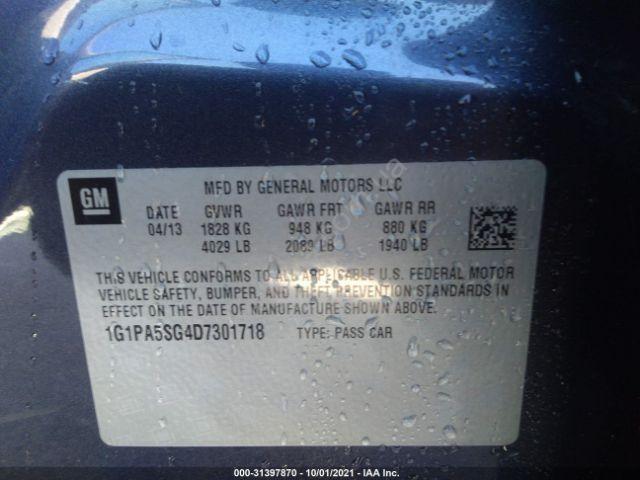 GM
MFD BY GENERAL MOTORS LLC
DATE GVWR GAWR FRT GAWR RR
04/13 1828 KG 948 KG 880 KG
4029 LB 2089 LB 1940 LB
THIS VEHICLE CONFORMS TO ALL APPLICABLE U.S. FEDERAL MOTOR
VEHICLE SAFETY, BUMPER, AND THEFT PREVENTION STANDARDS IN
EFFECT ON THE DATE OF MANUFACTURE SHOWN ABOVE.
1G1PA5SG4D7301718 TYPE: PASS CAR
000-31397870 - 10/01/2021 - IAA Inc.